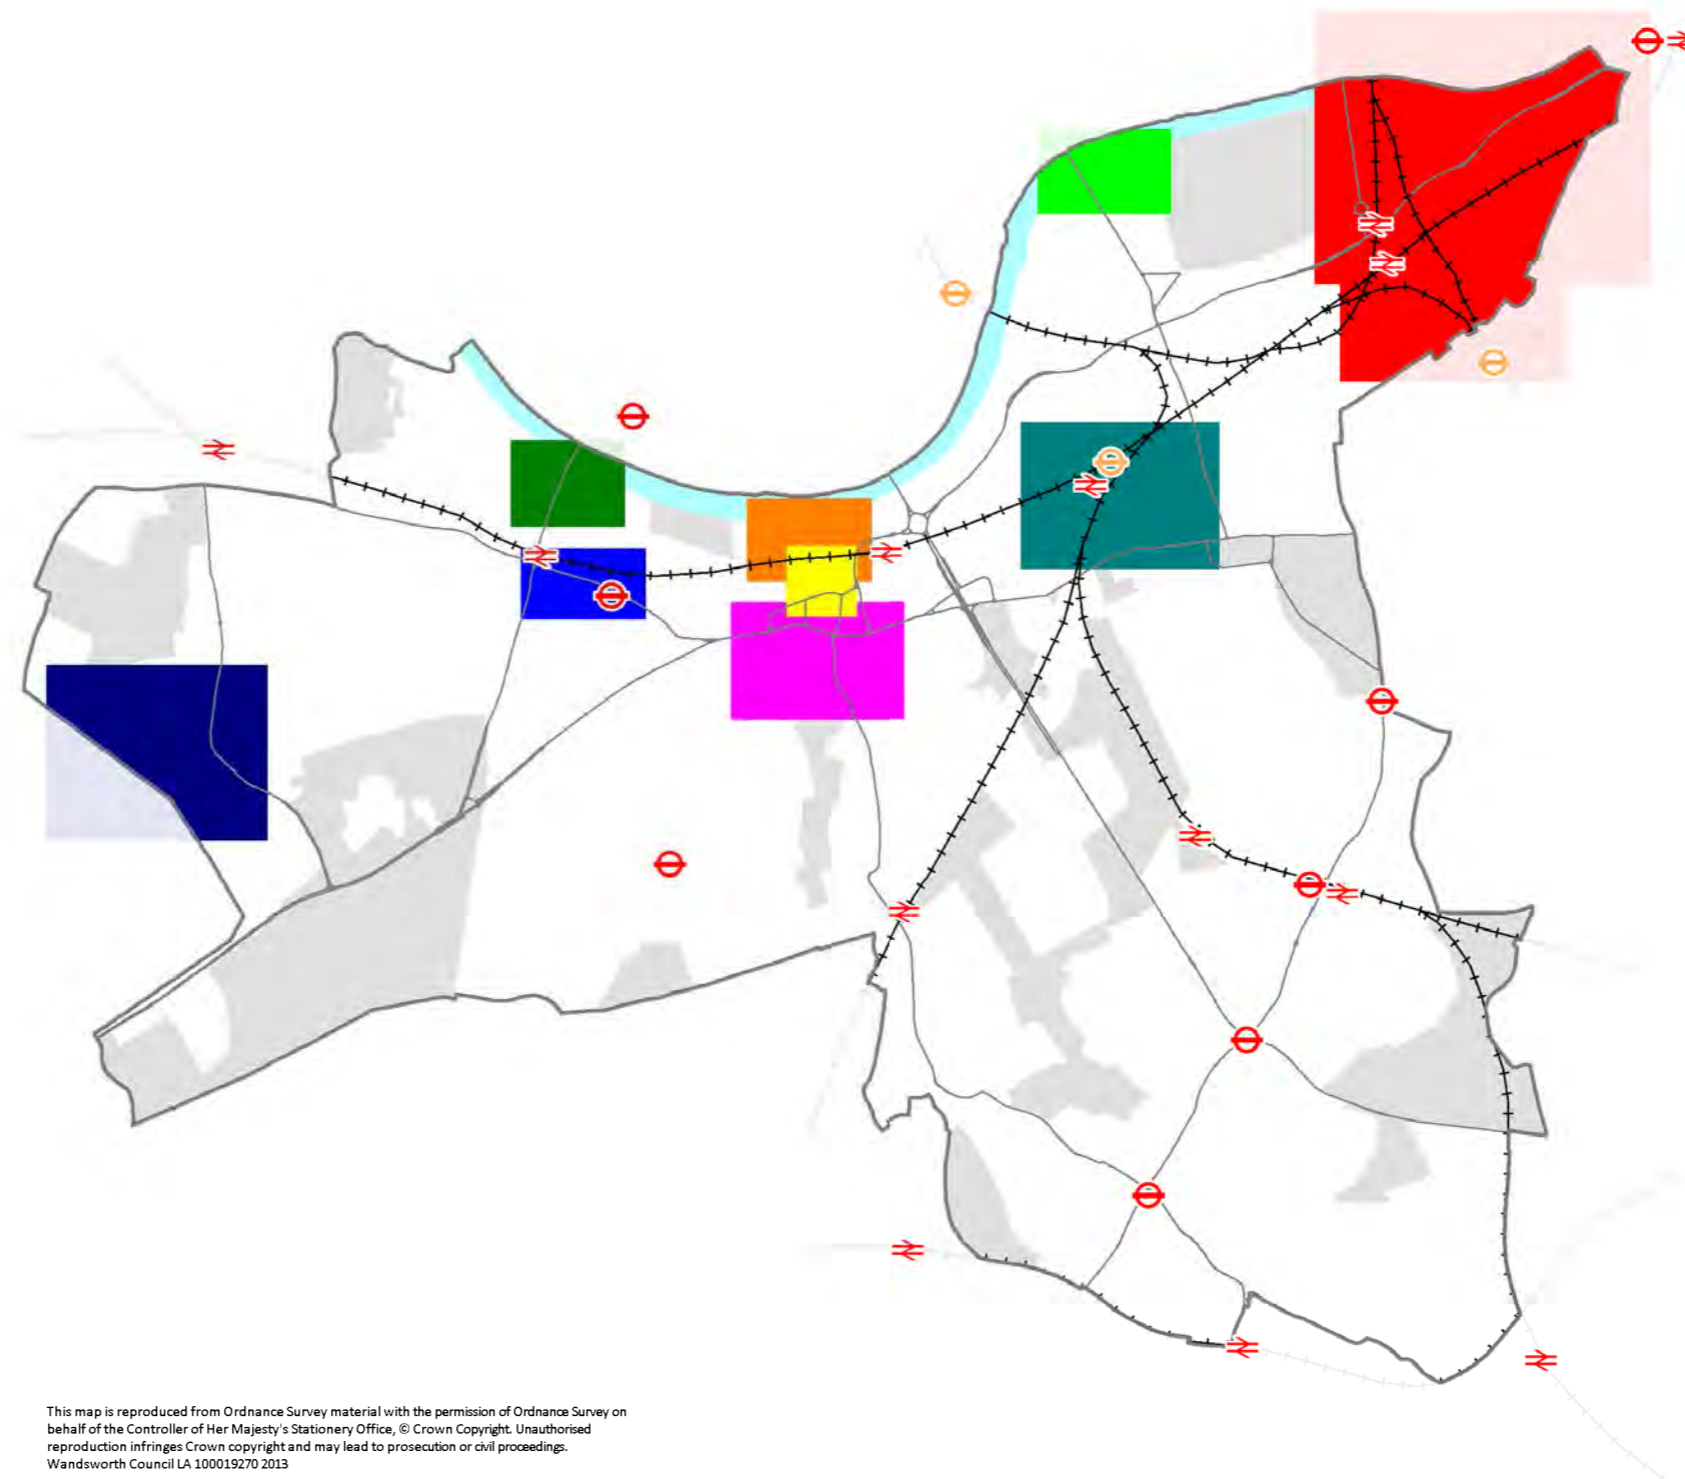 This map is reproduced from Ordnance Survey material with the permission of Ordnance Survey on
behalf of the Controller of Her Majesty's Stationery Office, © Crown Copyright. Unauthorised
reproduction infringes Crown copyright and may lead to prosecution or civil proceedings.
Wandsworth Council LA 100019270 2013